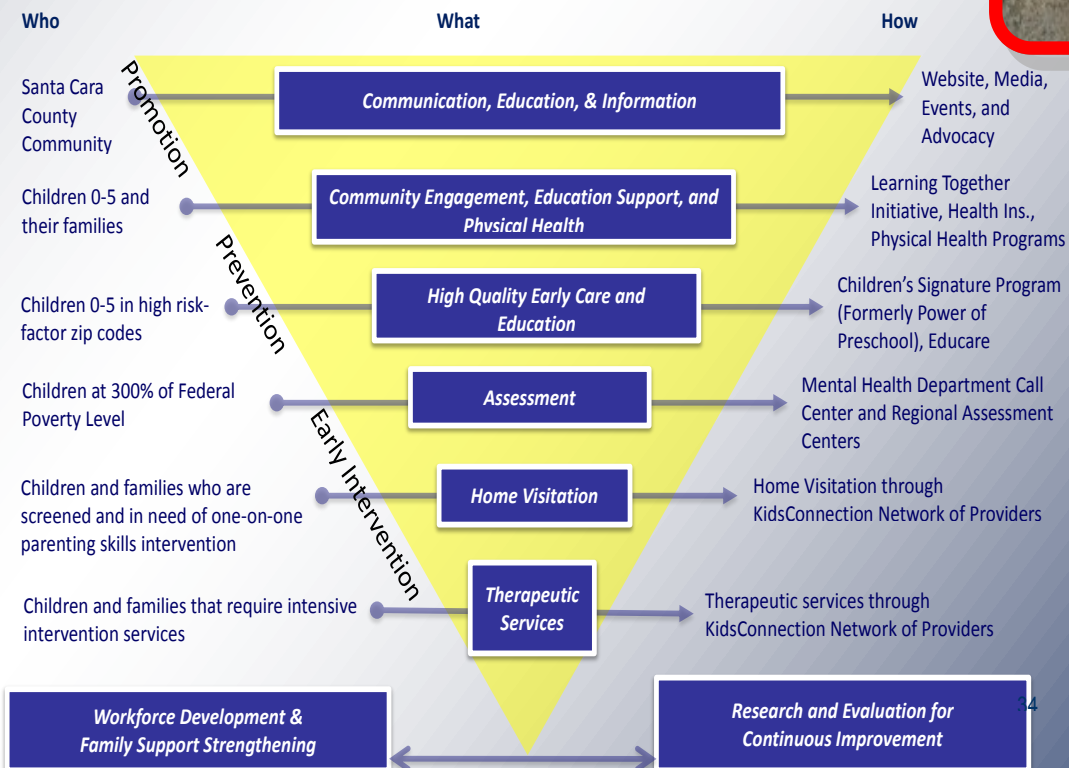 Who
What
How
Promotion
Santa Cara
County
Community
Communication, Education, & Information
Website, Media,
Events, and
Advocacy
Children 0-5 and
their families
Community Engagement, Education Support, and
Physical Health
Learning Together
Initiative, Health Ins.,
Physical Health Programs
Prevention
Children 0-5 in high risk-
factor zip codes
High Quality Early Care and
Education
Children's Signature Program
(Formerly Power of
Preschool), Educare
Children at 300% of Federal
Poverty Level
Assessment
Mental Health Department Call
Center and Regional Assessment
Centers
Early Intervention
Children and families who are
screened and in need of one-on-one
parenting skills intervention
Home Visitation
Home Visitation through
KidsConnection Network of Providers
Children and families that require intensive
intervention services
Therapeutic
Services
Therapeutic services through
KidsConnection Network of Providers
Workforce Development &
Family Support Strengthening
Research and Evaluation for
Continuous Improvement
34